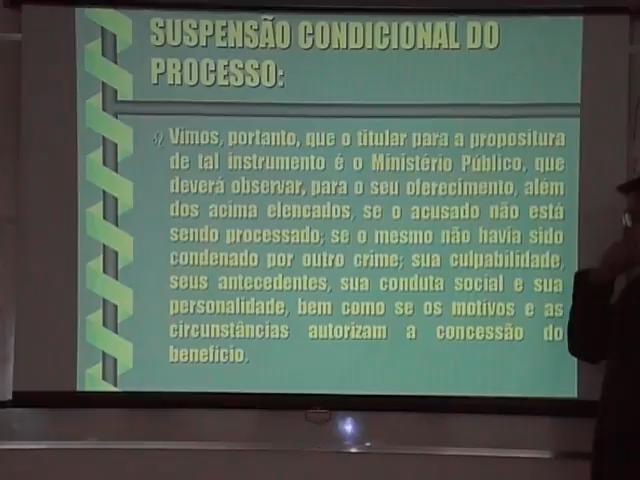 SUSPENSÃO CONDICIONAL DO
PROCESSO:
Vimos, portanto, que o titular para a propositura
de tal instrumento é o Ministério Público, que
deverá observar, para o seu oferecimento, além
dos acima elencados, se o acusado não está
sendo processado; se o mesmo não havia sido
condenado por outro crime; sua culpabilidade,
seus antecedentes, sua conduta social e sua
personalidade, bem como se os motivos e as
circunstâncias autorizam a concessão do
benefício.